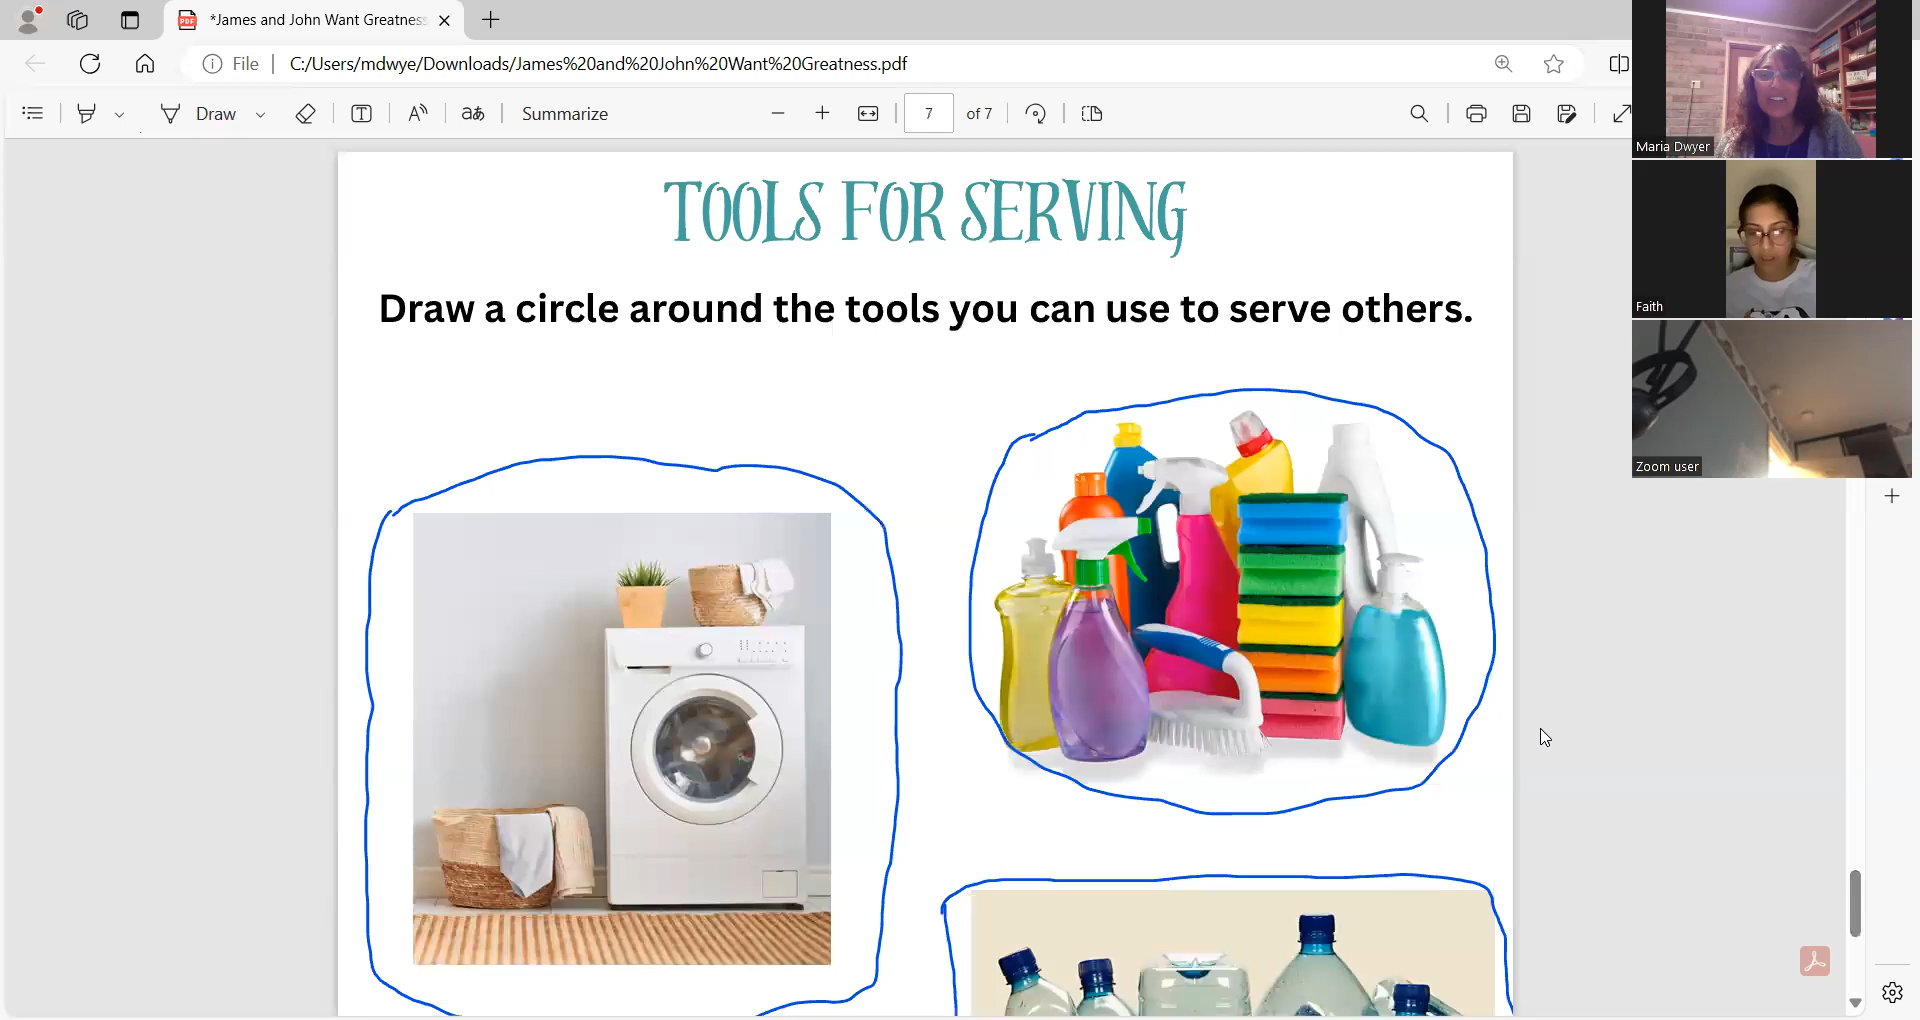 *James and John Want Greatness
File
C:/Users/mdwye/Downloads/James%20and%20John%20Want%20Greatness.pdf
Draw
Summarize
7
of 7
TOOLS FOR SERVING
Draw a circle around the tools you can use to serve others.
Maria Dwyer
Faith
Zoom user